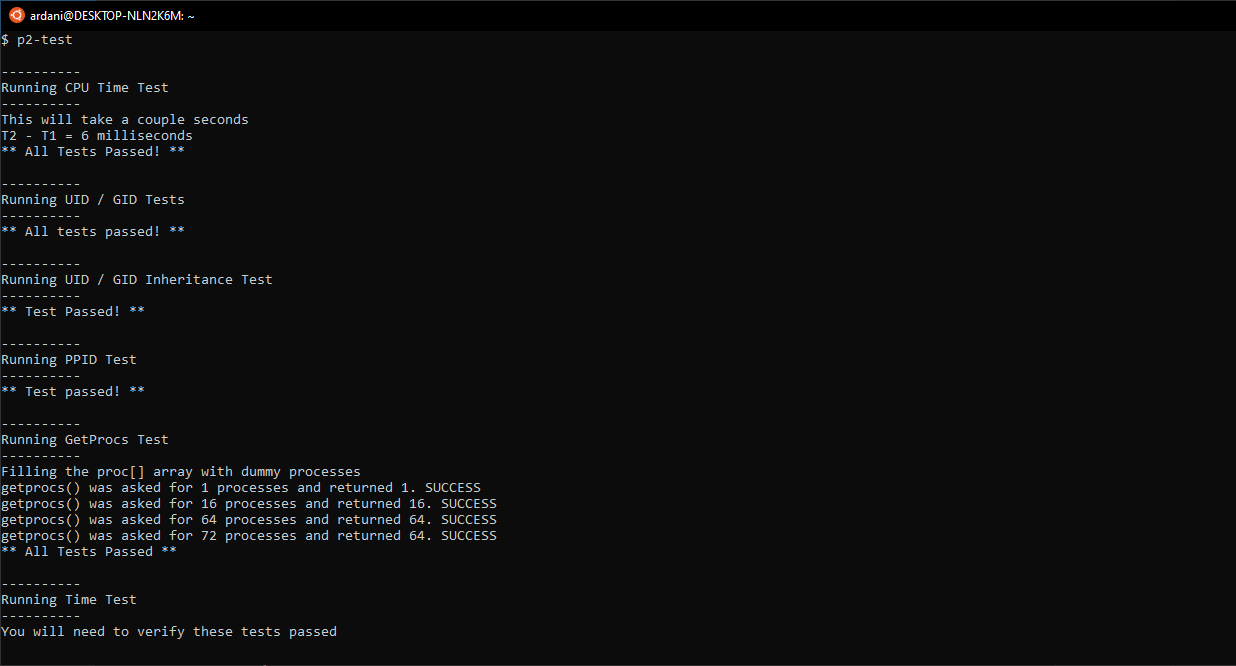 ardani@DESKTOP-NLN2K6M: ~
$ p2-test
----------
Running CPU Time Test
----------
This will take a couple seconds
T2 - T1 = 6 milliseconds
** All Tests Passed! **
----------
Running UID / GID Tests
----------
** All tests passed! **
----------
Running UID / GID Inheritance Test
----------
** Test Passed! **
----------
Running PPID Test
----------
** Test passed! **
----------
Running GetProcs Test
----------
Filling the proc[] array with dummy processes
getprocs() was asked for 1 processes and returned 1. SUCCESS
getprocs() was asked for 16 processes and returned 16. SUCCESS
getprocs() was asked for 64 processes and returned 64. SUCCESS
getprocs() was asked for 72 processes and returned 64. SUCCESS
** All Tests Passed **
----------
Running Time Test
----------
You will need to verify these tests passed